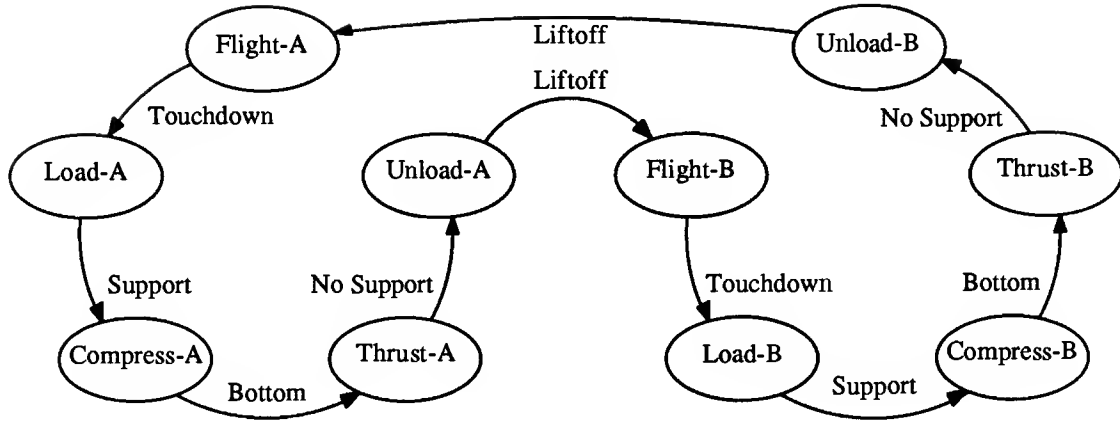 Flight-A
Liftoff
Unload-B
Liftoff
Touchdown
No Support
Load-A
Unload-A
Flight-B
Thrust-B
Support
No Support
Touchdown
Bottom
Compress-A
Thrust-A
Load-B
Compress-B
Bottom
Support